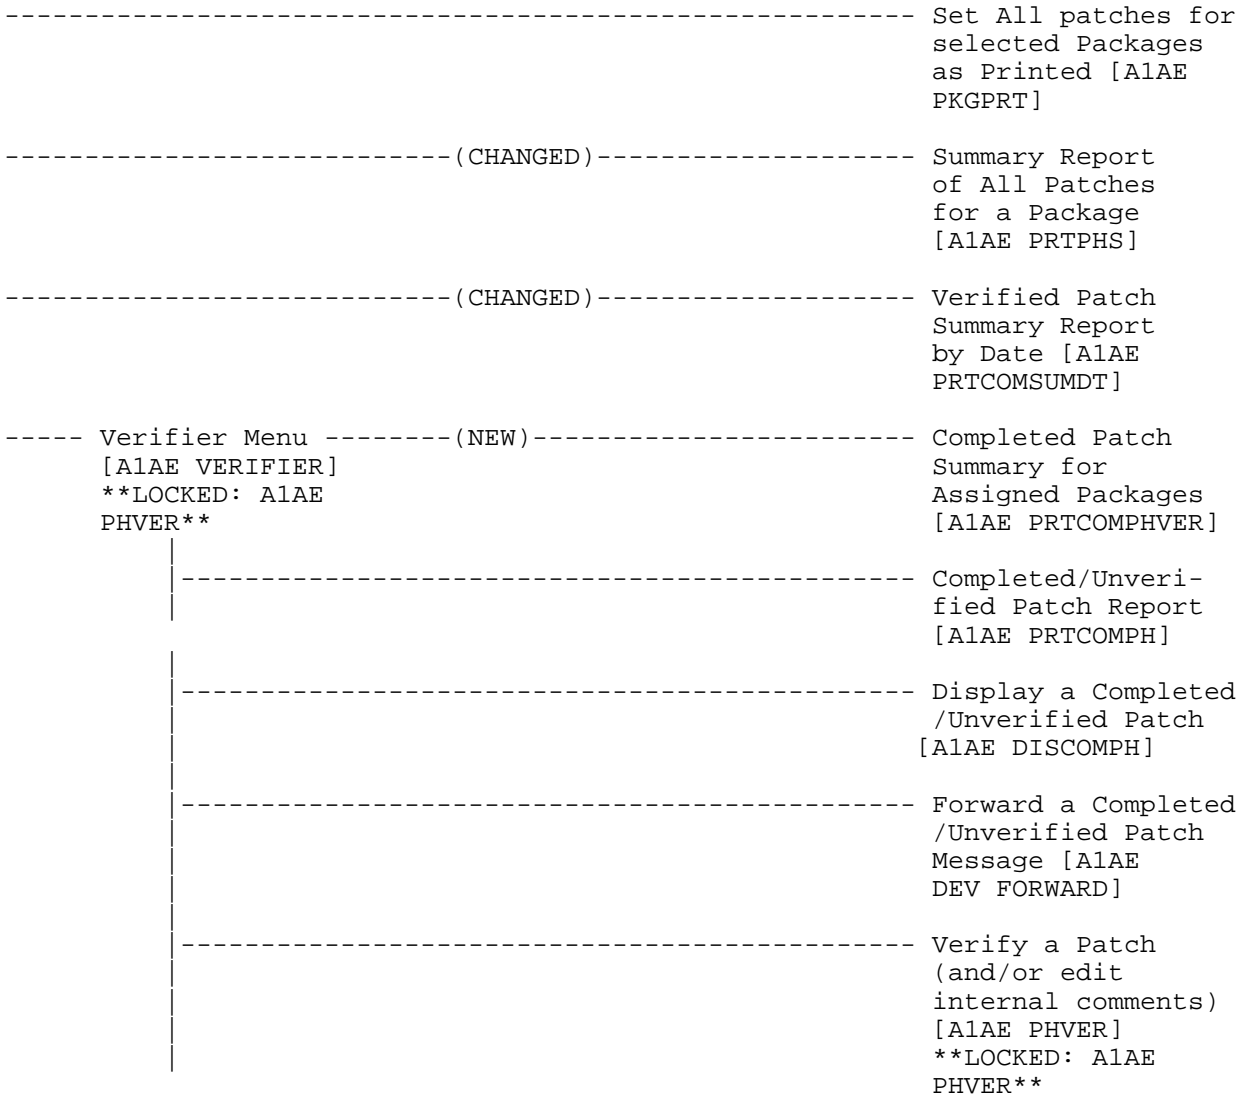 --------------------------------------------------------- Set All patches for
selected Packages
as Printed [A1AE
PKGPRT]
----------------------------(CHANGED)-------------------- Summary Report
of All Patches
for a Package
[A1AE PRTPHS]
----------------------------(CHANGED)-------------------- Verified Patch
Summary Report
by Date [A1AE
PRTCOMSUMDT]
----- Verifier Menu --------(NEW)------------------------ Completed Patch
[A1AE VERIFIER] Summary for
**LOCKED: A1AE Assigned Packages
PHVER** [A1AE PRTCOMPHVER]
|
|---------------------------------------------- Completed/Unveri-
| fied Patch Report
[A1AE PRTCOMPH]
|
|---------------------------------------------- Display a Completed
| /Unverified Patch
| [A1AE DISCOMPH]
|
|---------------------------------------------- Forward a Completed
| /Unverified Patch
| Message [A1AE
| DEV FORWARD]
|
|---------------------------------------------- Verify a Patch
| (and/or edit
| internal comments)
| [A1AE PHVER]
| **LOCKED: A1AE
PHVER**